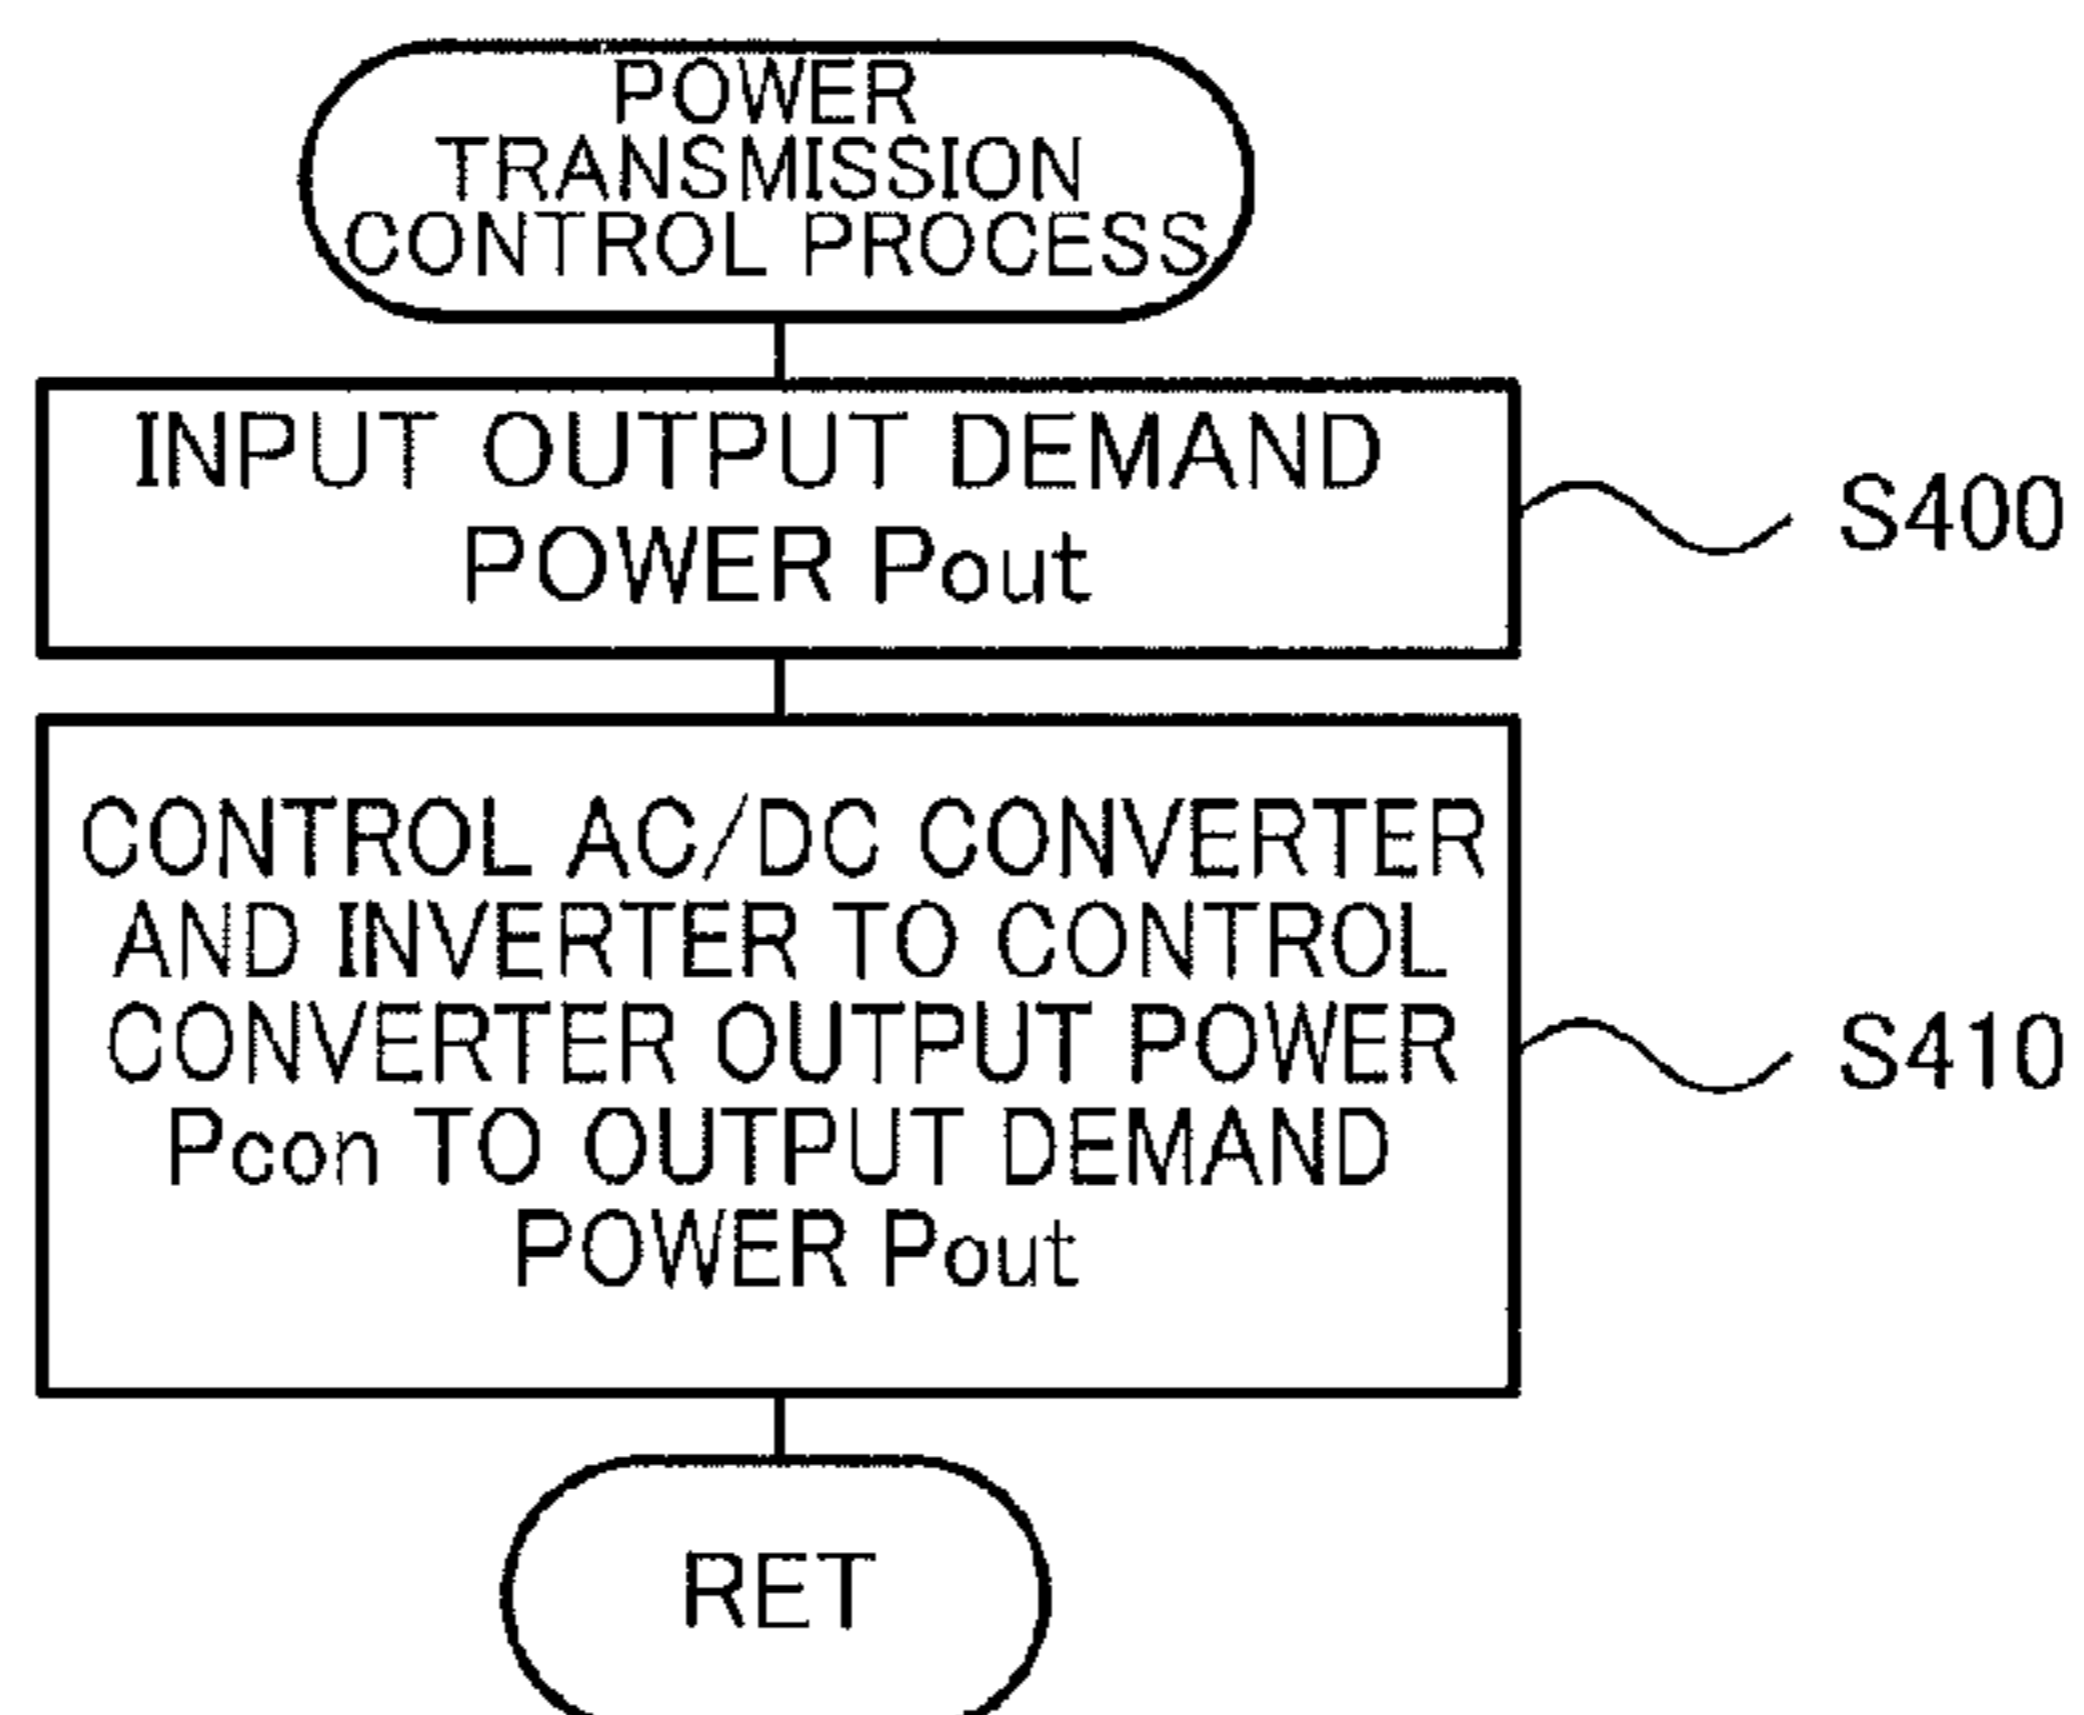 POWER
TRANSMISSION
CONTROL PROCESS
INPUT OUTPUT DEMAND
POWER Pout
S400
CONTROL AC/DC CONVERTER
AND INVERTER TO CONTROL
CONVERTER OUTPUT POWER
Pcon TO OUTPUT DEMAND
POWER Pout
S410
RET